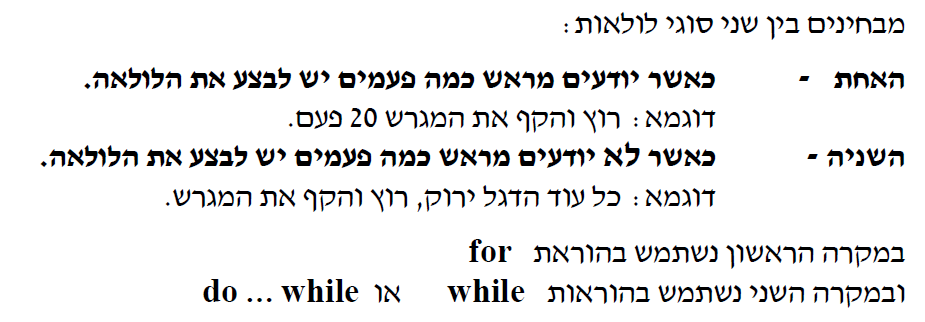 מבחינים בין שני סוגי לולאות:
האחת - כאשר יודעים מראש כמה פעמים יש לבצע את הלולאה.
דוגמא: רוץ והקף את המגרש 20 פעם.
השניה - כאשר לא יודעים מראש כמה פעמים יש לבצע את הלולאה.
דוגמא: כל עוד הדגל ירוק, רוץ והקף את המגרש.
במקרה הראשון נשתמש בהוראת for
ובמקרה השני נשתמש בהוראות while או do ... while